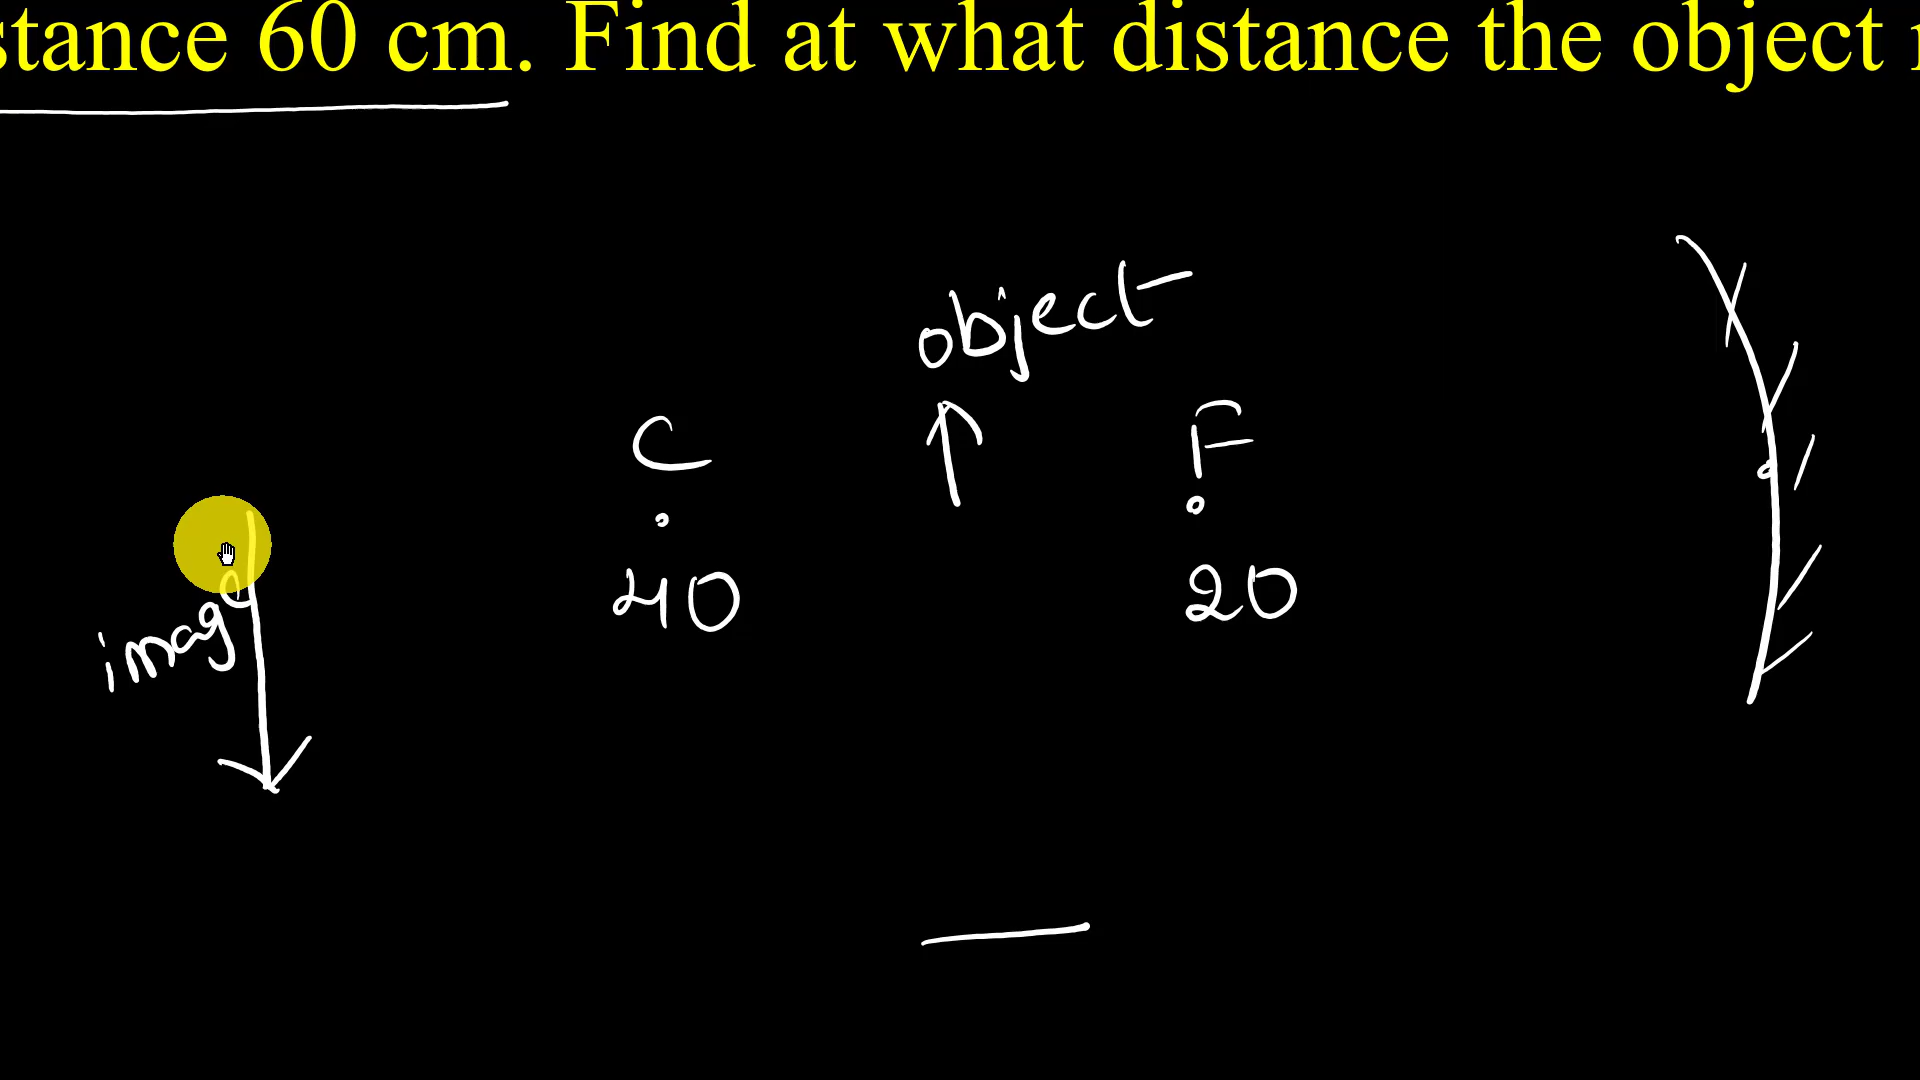 stance 60 cm. Find at what distance the object
object
C
F
40
20
image